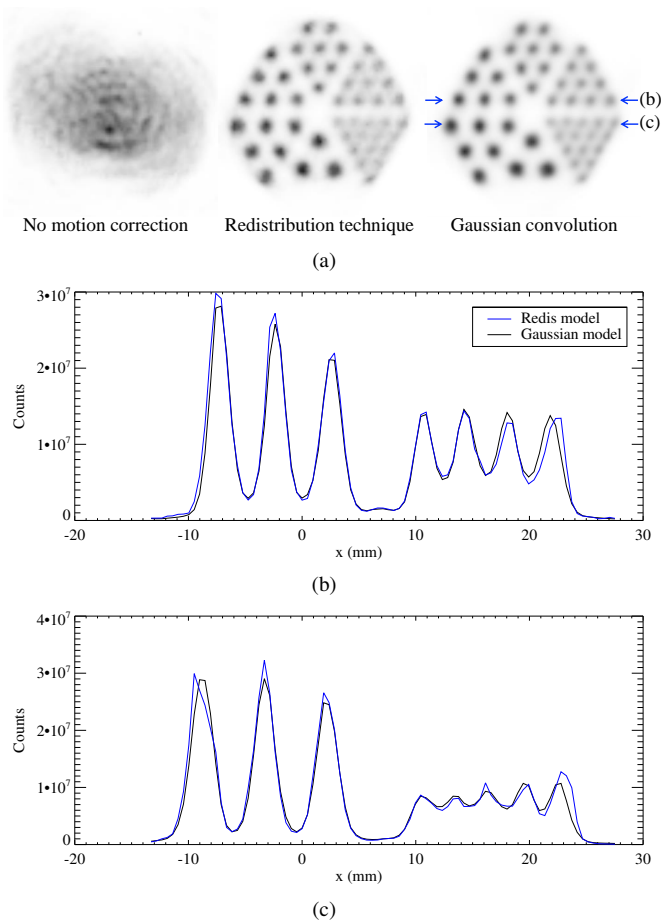 (b)
(c)
No motion correction Redistribution technique Gaussian convolution
(a)
3•10⁷
2•10⁷
1•10⁷
0
Counts
Redis model
Gaussian model
-20 -10 0 10 20 30
x (mm)
(b)
4•10⁷
3•10⁷
2•10⁷
1•10⁷
0
Counts
-20 -10 0 10 20 30
x (mm)
(c)